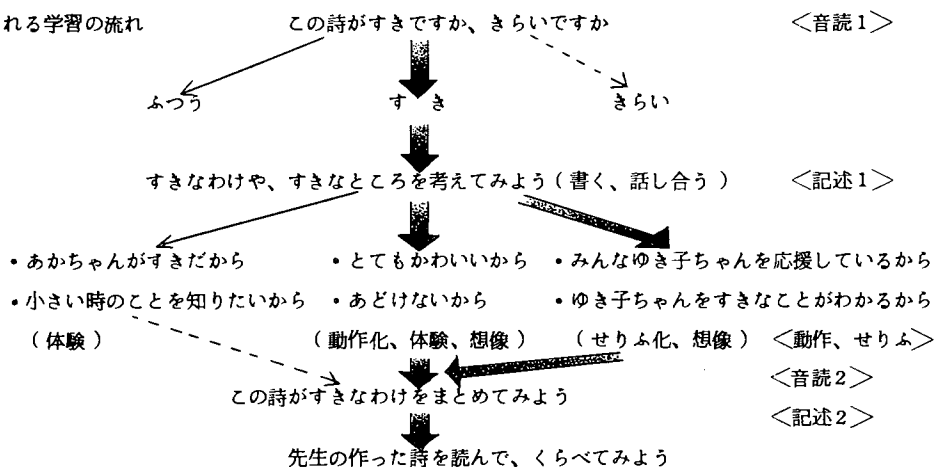 れる学習の流れ　この詩がすきですか、きらいですか　＜音読１＞
ふつう　すき　きらい
すきなわけや、すきなところを考えてみよう（書く、話し合う）　＜記述１＞
・あかちゃんがすきだから　・とてもかわいいから　・みんなゆき子ちゃんを応援しているから
・小さい時のことを知りたいから　・あどけないから　・ゆき子ちゃんをすきなことがわかるから
（体験）　（動作化、体験、想像）　（せりふ化、想像）　＜動作、せりふ＞
＜音読２＞
この詩がすきなわけをまとめてみよう
＜記述２＞
先生の作った詩を読んで、くらべてみよう